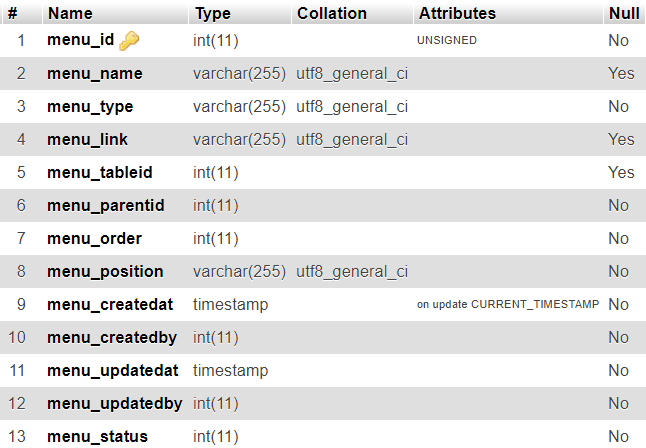 # Name Type Collation Attributes Null
1 menu_id int(11) UNSIGNED No
2 menu_name varchar(255) utf8_general_ci Yes
3 menu_type varchar(255) utf8_general_ci No
4 menu_link varchar(255) utf8_general_ci Yes
5 menu_tableid int(11) Yes
6 menu_parentid int(11) No
7 menu_order int(11) No
8 menu_position varchar(255) utf8_general_ci No
9 menu_createdat timestamp on update CURRENT_TIMESTAMP No
10 menu_createdby int(11) No
11 menu_updatedat timestamp No
12 menu_updatedby int(11) No
13 menu_status int(11) No